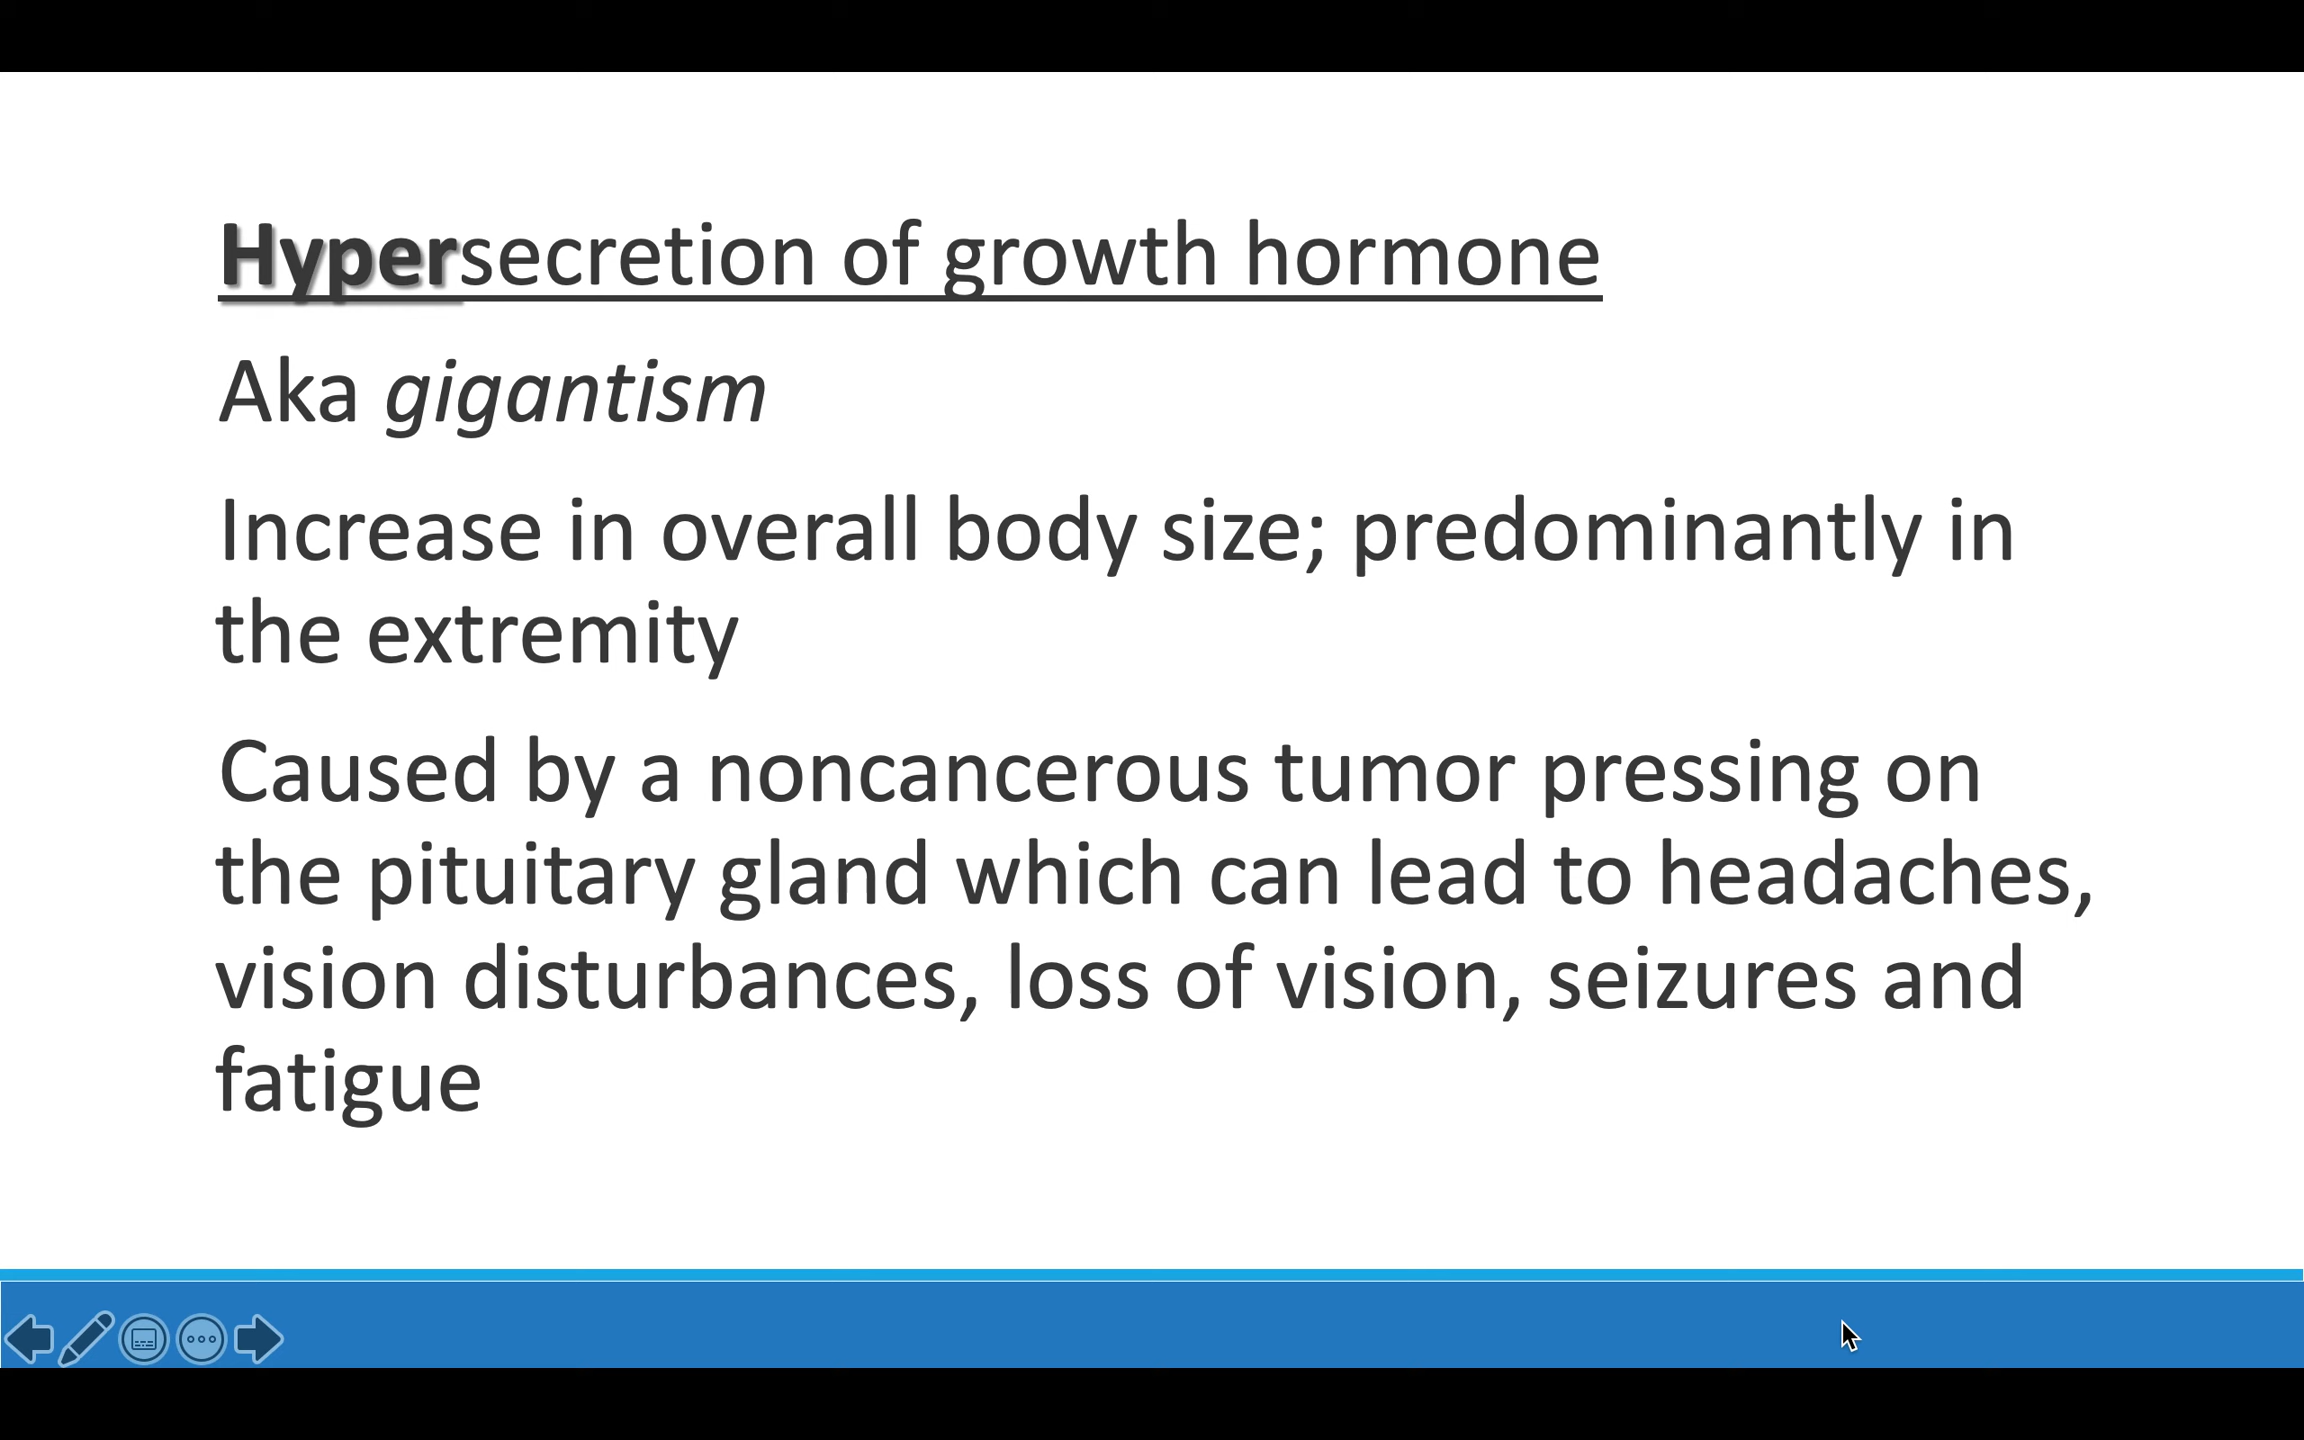 Hypersecretion of growth hormone
Aka gigantism
Increase in overall body size; predominantly in
the extremity
Caused by a noncancerous tumor pressing on
the pituitary gland which can lead to headaches,
vision disturbances, loss of vision, seizures and
fatigue